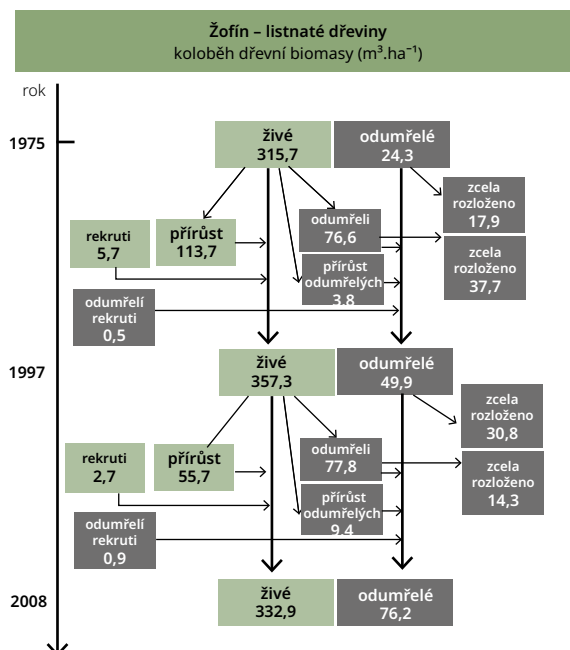 Žofín – listnaté dřeviny
koloběh dřevní biomasy (m³.ha⁻¹)
rok
1975
živé
315,7
odumřelé
24,3
zcela
rozloženo
17,9
rekruti
5,7
přírůst
113,7
odumřeli
76,6
zcela
rozloženo
37,7
přírůst
odumřelých
3,8
odumřelí
rekruti
0,5
1997
živé
357,3
odumřelé
49,9
zcela
rozloženo
30,8
rekruti
2,7
přírůst
55,7
odumřeli
77,8
zcela
rozloženo
14,3
přírůst
odumřelých
9,4
odumřelí
rekruti
0,9
2008
živé
332,9
odumřelé
76,2